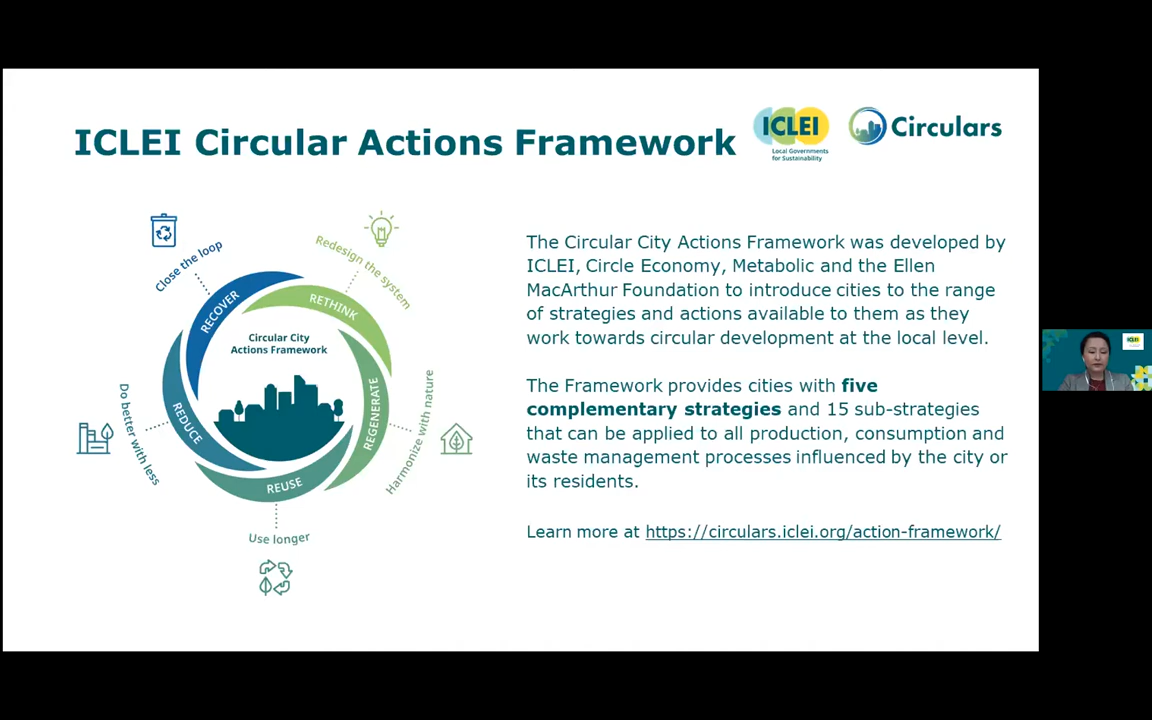 ICLEI Circular Actions Framework
ICLEI
Local Governments
for Sustainability
Circulars
Close the loop
Redesign the system
RECOVER
RETHINK
Circular City
Actions Framework
Do better with less
REDUCE
REGENERATE
Harmonize with nature
REUSE
Use longer
The Circular City Actions Framework was developed by
ICLEI, Circle Economy, Metabolic and the Ellen
MacArthur Foundation to introduce cities to the range
of strategies and actions available to them as they
work towards circular development at the local level.
The Framework provides cities with five
complementary strategies and 15 sub-strategies
that can be applied to all production, consumption and
waste management processes influenced by the city or
its residents.
Learn more at https://circulars.iclei.org/action-framework/
ICLEI